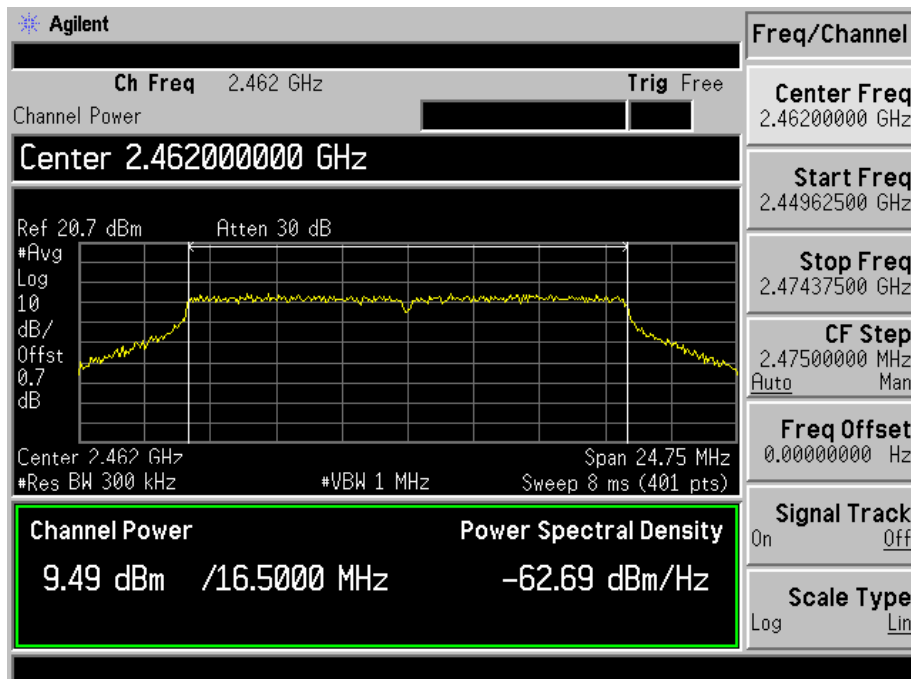 Agilent
Freq/Channel
Ch Freq 2.462 GHz Trig Free
Channel Power
Center 2.462000000 GHz
Ref 20.7 dBm Atten 30 dB
#Avg
Log
10
dB/
Offst
0.7
dB
Center 2.462 GHz Span 24.75 MHz
#Res BW 300 kHz #VBW 1 MHz Sweep 8 ms (401 pts)
Channel Power Power Spectral Density
9.49 dBm /16.5000 MHz -62.69 dBm/Hz
Center Freq
2.46200000 GHz
Start Freq
2.44962500 GHz
Stop Freq
2.47437500 GHz
CF Step
2.47500000 MHz
Auto Man
Freq Offset
0.00000000 Hz
Signal Track
On Off
Scale Type
Log Lin